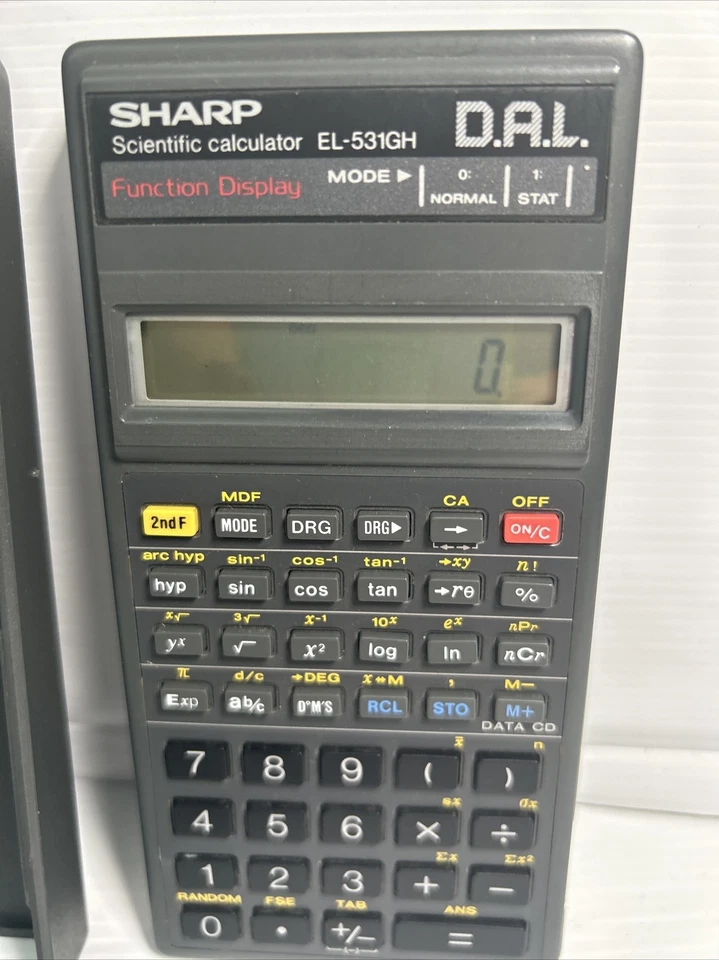 SHARP D.A.L.
Scientific calculator EL-531GH
Function Display MODE ▶ 0: NORMAL 1: STAT
0.
MDF CA OFF
2ndF MODE DRG DRG▶ → ON/C
arc hyp sin⁻¹ cos⁻¹ tan⁻¹ →xy n!
hyp sin cos tan →rθ %
ˣ√ ³√ x⁻¹ 10ˣ eˣ nPr
yˣ √ x² log ln nCr
π d/c →DEG x↔M , M−
Exp ab/c D°M'S RCL STO M+
DATA CD
x̄ n
7 8 9 ( )
sx σx
4 5 6 × ÷
Σx Σx²
1 2 3 + −
RANDOM FSE TAB ANS
0 • +/− =
(−)